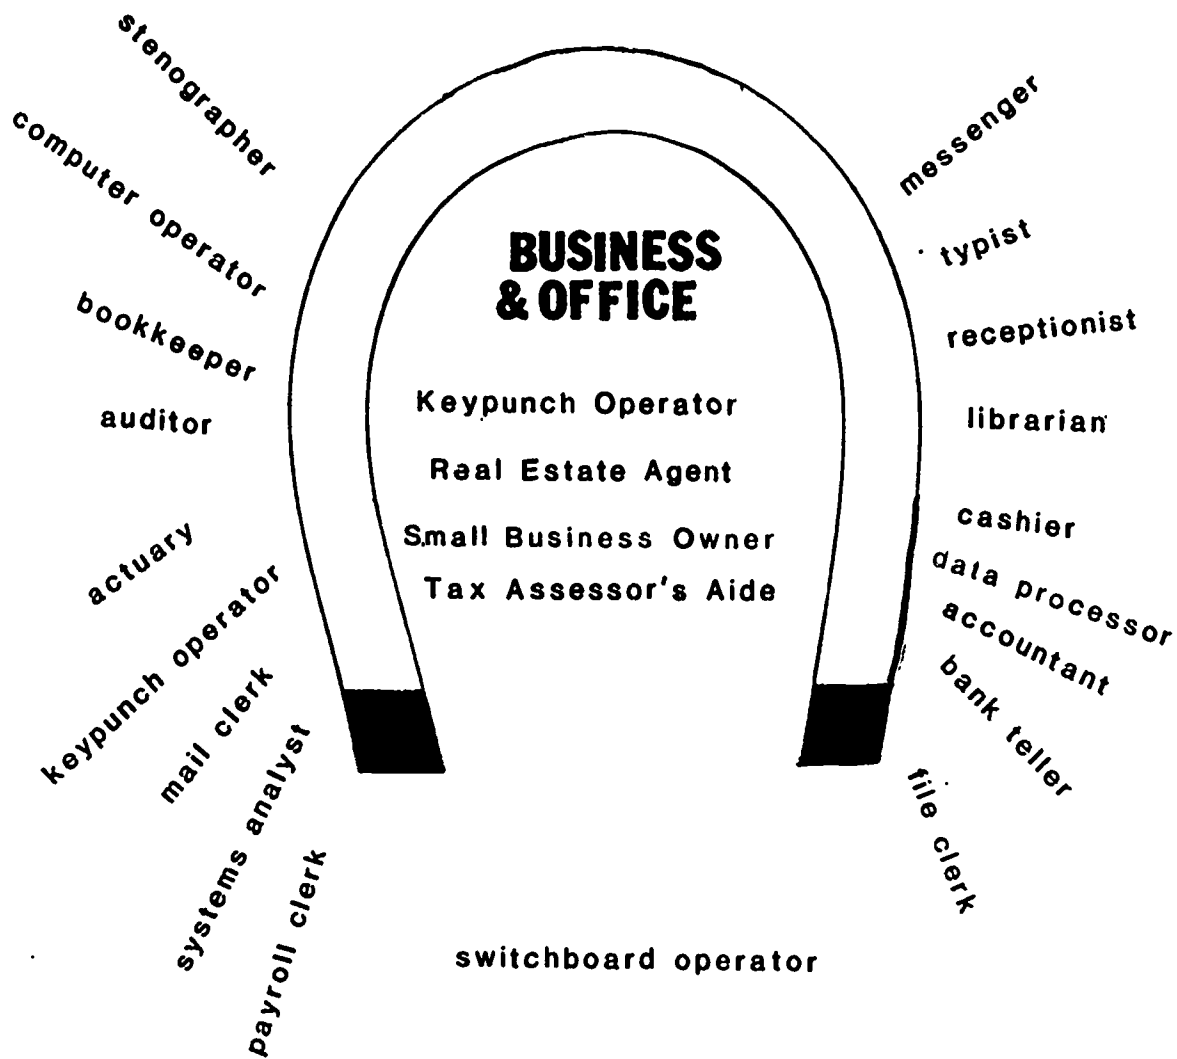 stenographer
computer operator
bookkeeper
auditor
actuary
keypunch operator
mail clerk
systems analyst
payroll clerk
BUSINESS
& OFFICE
Keypunch Operator
Real Estate Agent
Small Business Owner
Tax Assessor's Aide
messenger
typist
receptionist
librarian
cashier
data processor
accountant
bank teller
file clerk
switchboard operator